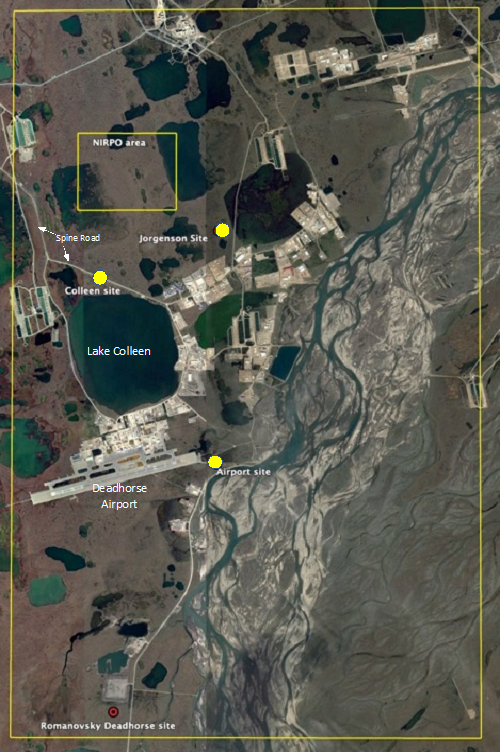 NIRPO area
Jorgenson Site
Spine Road
Colleen site
Lake Colleen
Airport site
Deadhorse
Airport
Romanovsky Deadhorse site